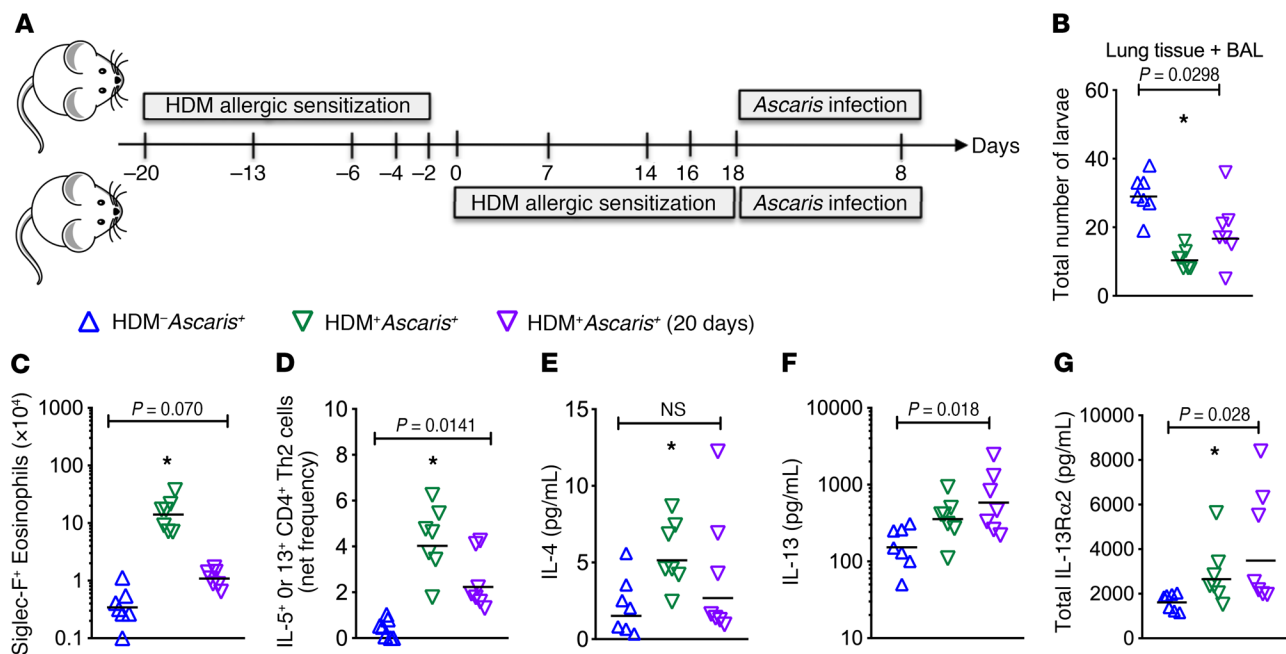 A
HDM allergic sensitization
Ascaris infection
Days
–20 –13 –6 –4 –2 0 7 14 16 18 8
HDM allergic sensitization
Ascaris infection
HDM⁻Ascaris⁺
HDM⁺Ascaris⁺
HDM⁺Ascaris⁺ (20 days)
B
Lung tissue + BAL
P = 0.0298
*
Total number of larvae
60
40
20
0
C
Siglec-F⁺ Eosinophils (×10⁴)
P = 0.070
*
1000
100
10
1
0.1
D
IL-5⁺ or 13⁺ CD4⁺ Th2 cells
(net frequency)
P = 0.0141
*
10
8
6
4
2
0
E
IL-4 (pg/mL)
NS
*
15
10
5
0
F
IL-13 (pg/mL)
P = 0.018
10000
1000
100
10
G
Total IL-13Rα2 (pg/mL)
P = 0.028
*
10000
8000
6000
4000
2000
0